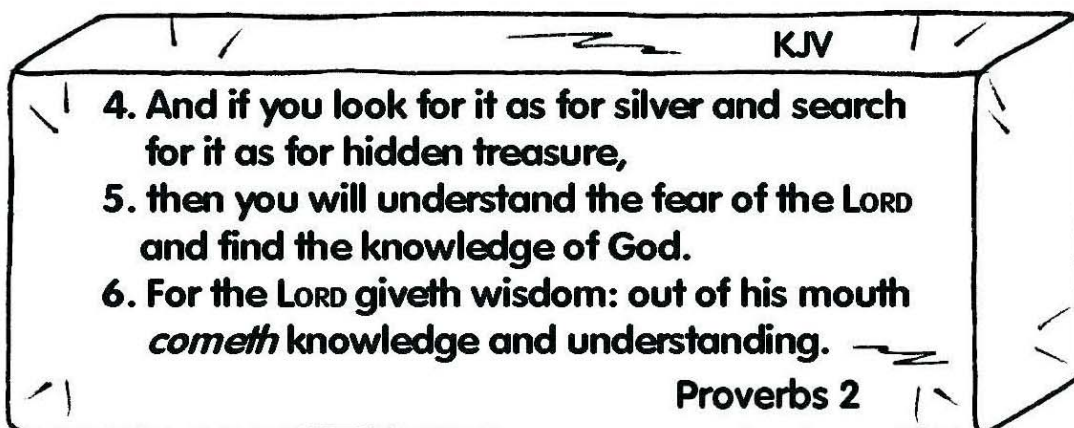 KJV
4. And if you look for it as for silver and search
for it as for hidden treasure,
5. then you will understand the fear of the LORD
and find the knowledge of God.
6. For the LORD giveth wisdom: out of his mouth
cometh knowledge and understanding.
Proverbs 2